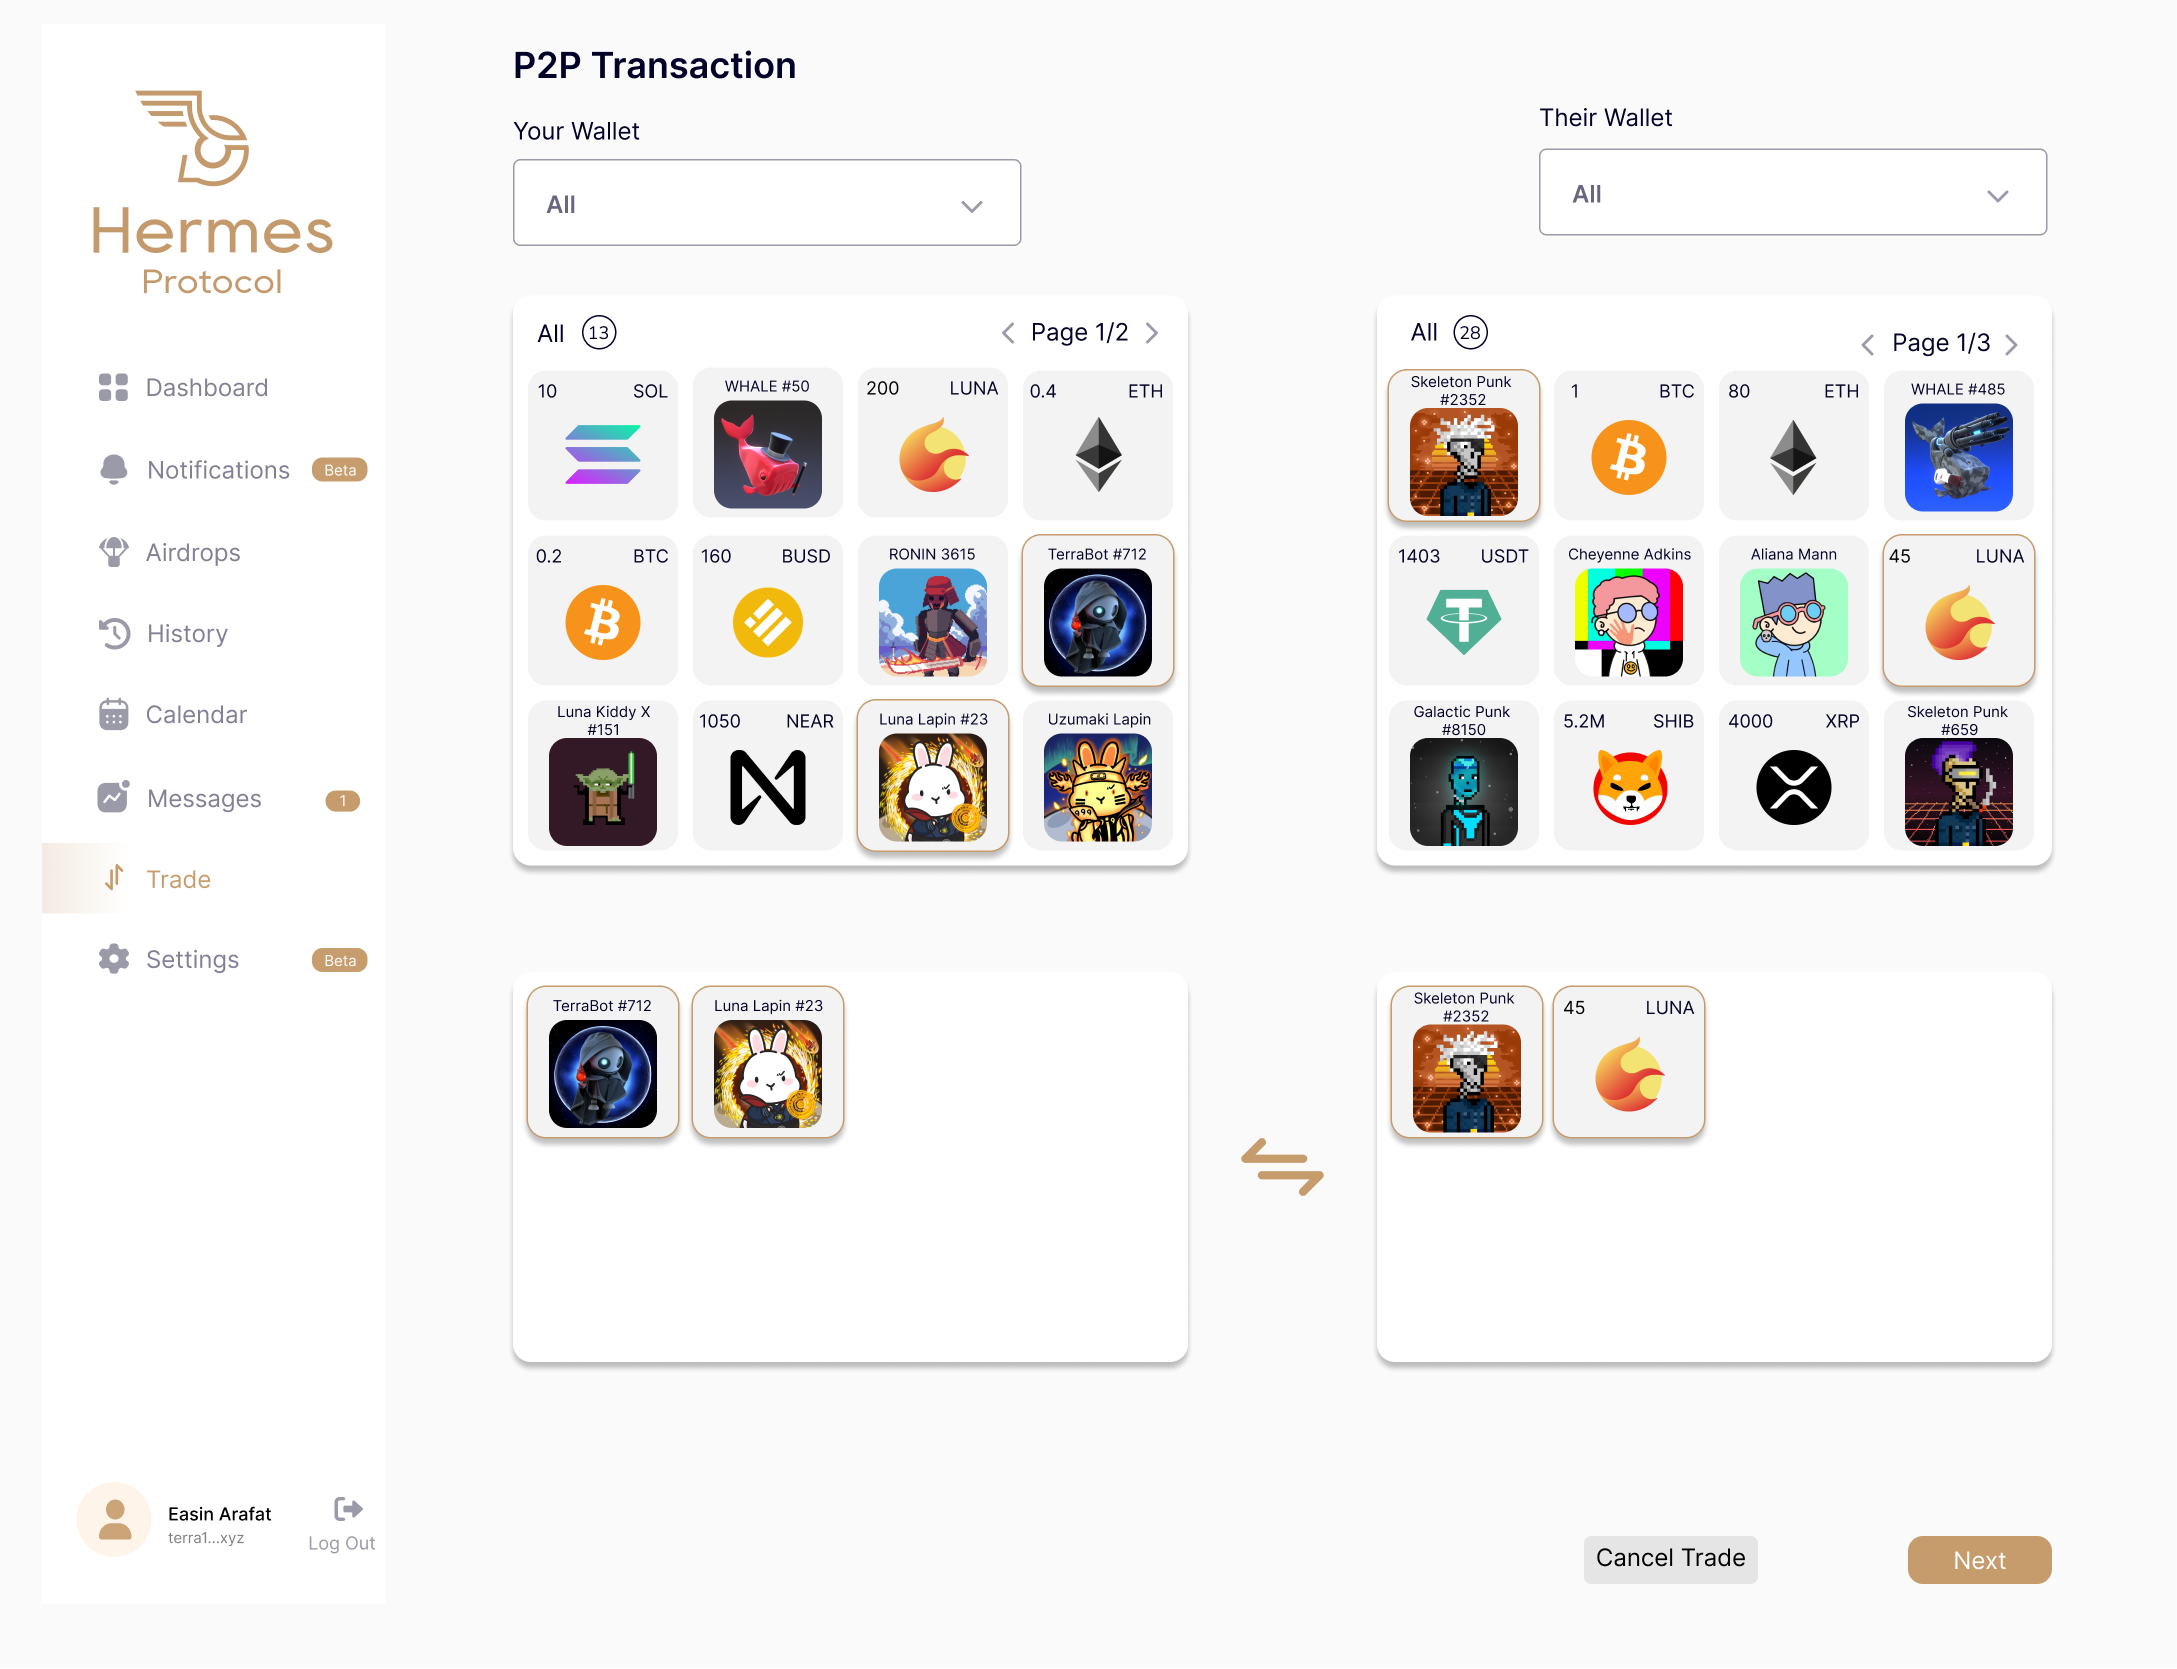 Hermes
Protocol
Dashboard
Notifications
Beta
Airdrops
History
Calendar
Messages
1
Trade
Settings
Beta
Easin Arafat
terra1...xyz
Log Out
P2P Transaction
Your Wallet
All
Their Wallet
All
All 13
Page 1/2
10 SOL
WHALE #50
200 LUNA
0.4 ETH
0.2 BTC
160 BUSD
RONIN 3615
TerraBot #712
Luna Kiddy X
#151
1050 NEAR
Luna Lapin #23
Uzumaki Lapin
All 28
Page 1/3
Skeleton Punk
#2352
1 BTC
80 ETH
WHALE #485
1403 USDT
Cheyenne Adkins
Aliana Mann
45 LUNA
Galactic Punk
#8150
5.2M SHIB
4000 XRP
Skeleton Punk
#659
TerraBot #712
Luna Lapin #23
Skeleton Punk
#2352
45 LUNA
Cancel Trade
Next